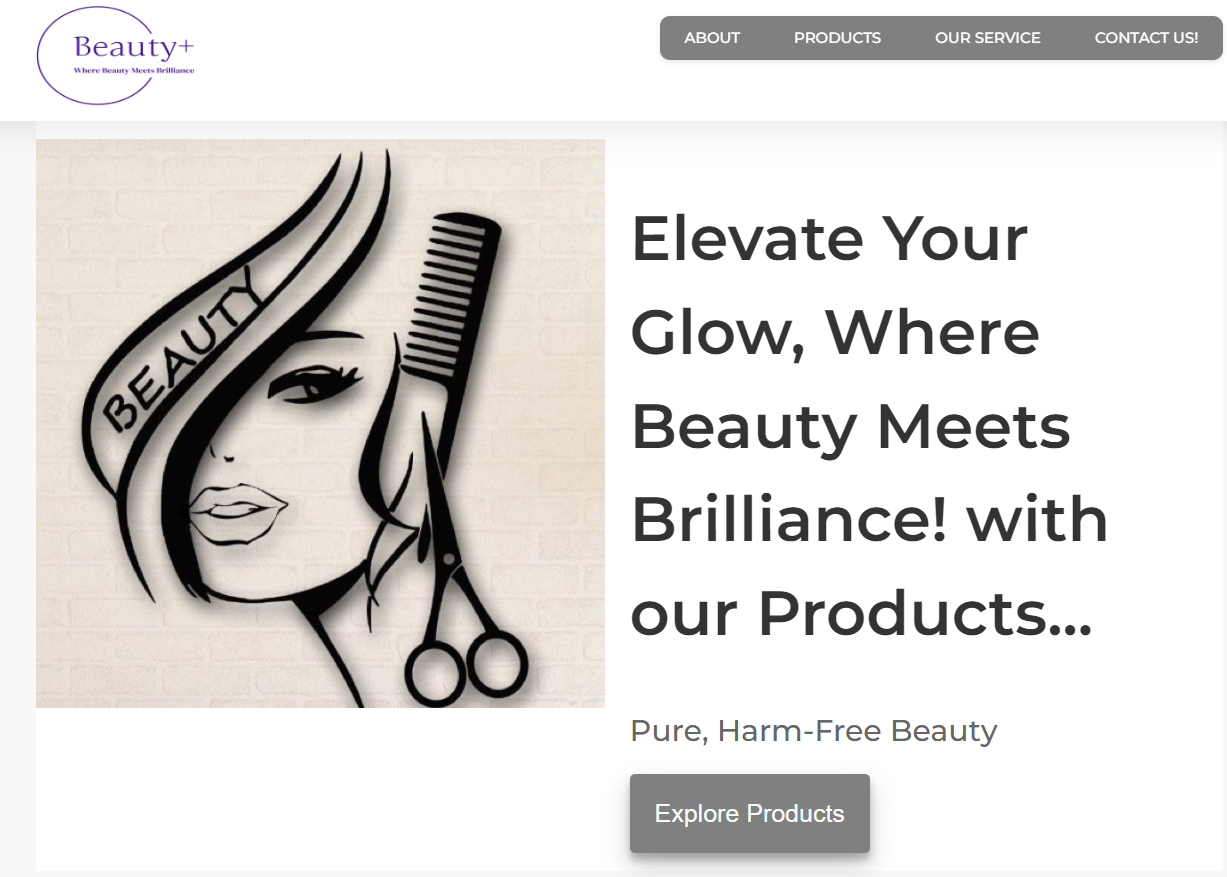 Beauty+
Where Beauty Meets Brilliance
ABOUT PRODUCTS OUR SERVICE CONTACT US!
BEAUTY
Elevate Your
Glow, Where
Beauty Meets
Brilliance! with
our Products...
Pure, Harm-Free Beauty
Explore Products